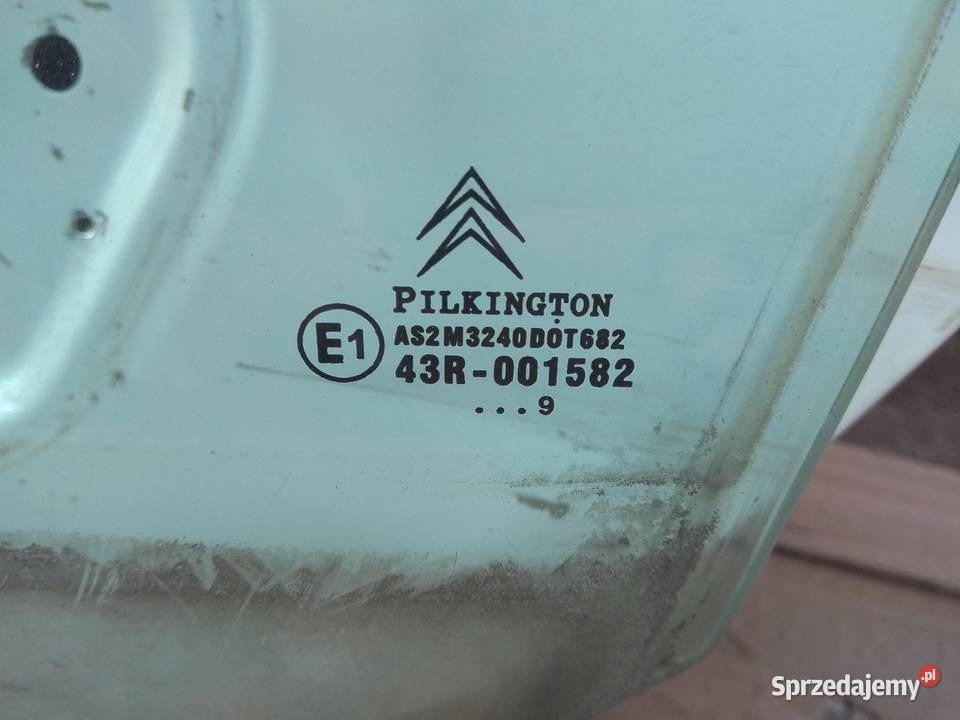 PILKINGTON
AS2M3240DOT682
E1
43R-001582
...9
Sprzedajemy.pl